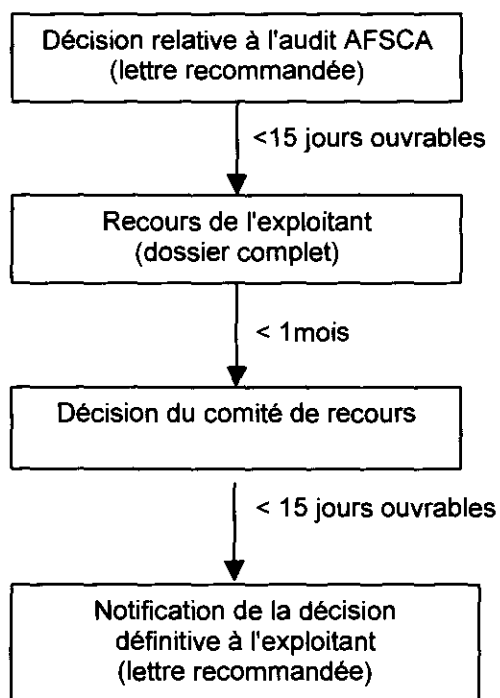 Décision relative à l'audit AFSCA
(lettre recommandée)
<15 jours ouvrables
Recours de l'exploitant
(dossier complet)
< 1mois
Décision du comité de recours
< 15 jours ouvrables
Notification de la décision
définitive à l'exploitant
(lettre recommandée)